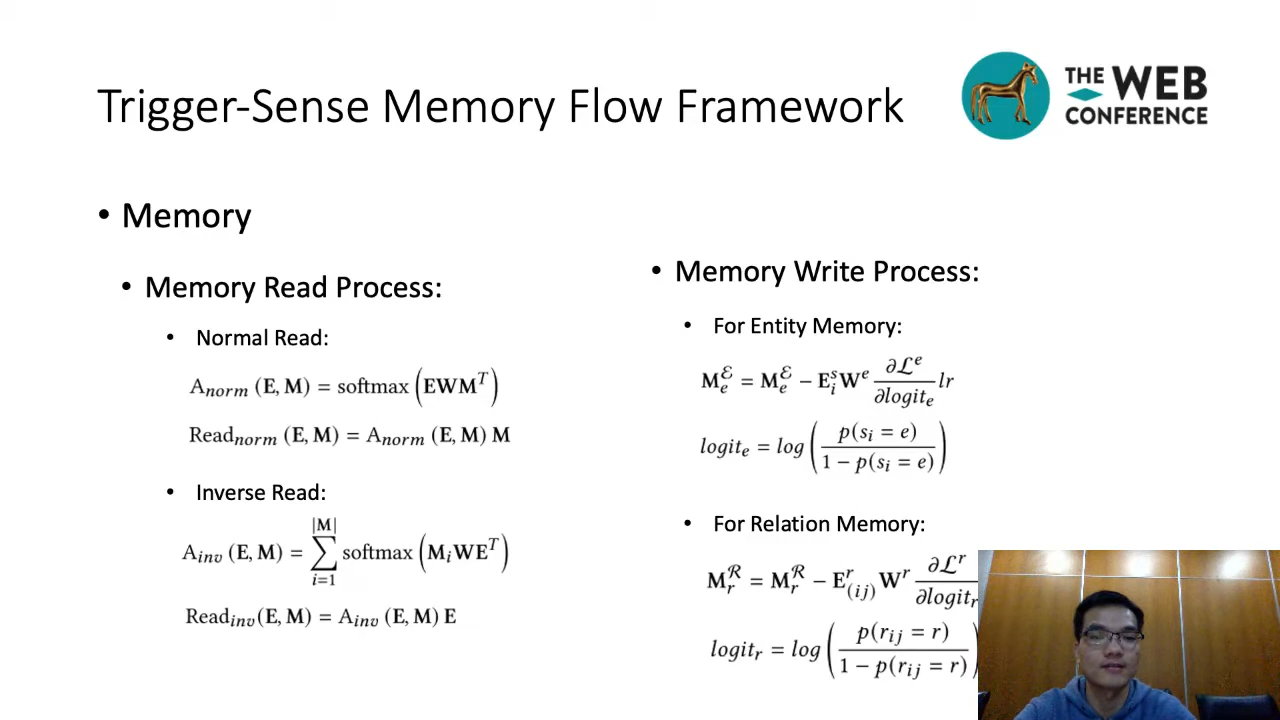 Trigger-Sense Memory Flow Framework
THE WEB
CONFERENCE
• Memory
• Memory Read Process:
• Normal Read:
A_norm (E, M) = softmax (EWM^T)
Read_norm (E, M) = A_norm (E, M) M
• Inverse Read:
A_inv (E, M) = ∑_{i=1}^{|M|} softmax (M_i WE^T)
Read_inv(E, M) = A_inv (E, M) E
• Memory Write Process:
• For Entity Memory:
M_e^ℰ = M_e^ℰ − E_i^s W^e ∂ℒ^e/∂logit_e lr
logit_e = log (p(s_i = e)/1 − p(s_i = e))
• For Relation Memory:
M_r^ℛ = M_r^ℛ − E_(ij)^r W^r ∂ℒ^r/∂logit_r
logit_r = log (p(r_ij = r)/1 − p(r_ij = r))